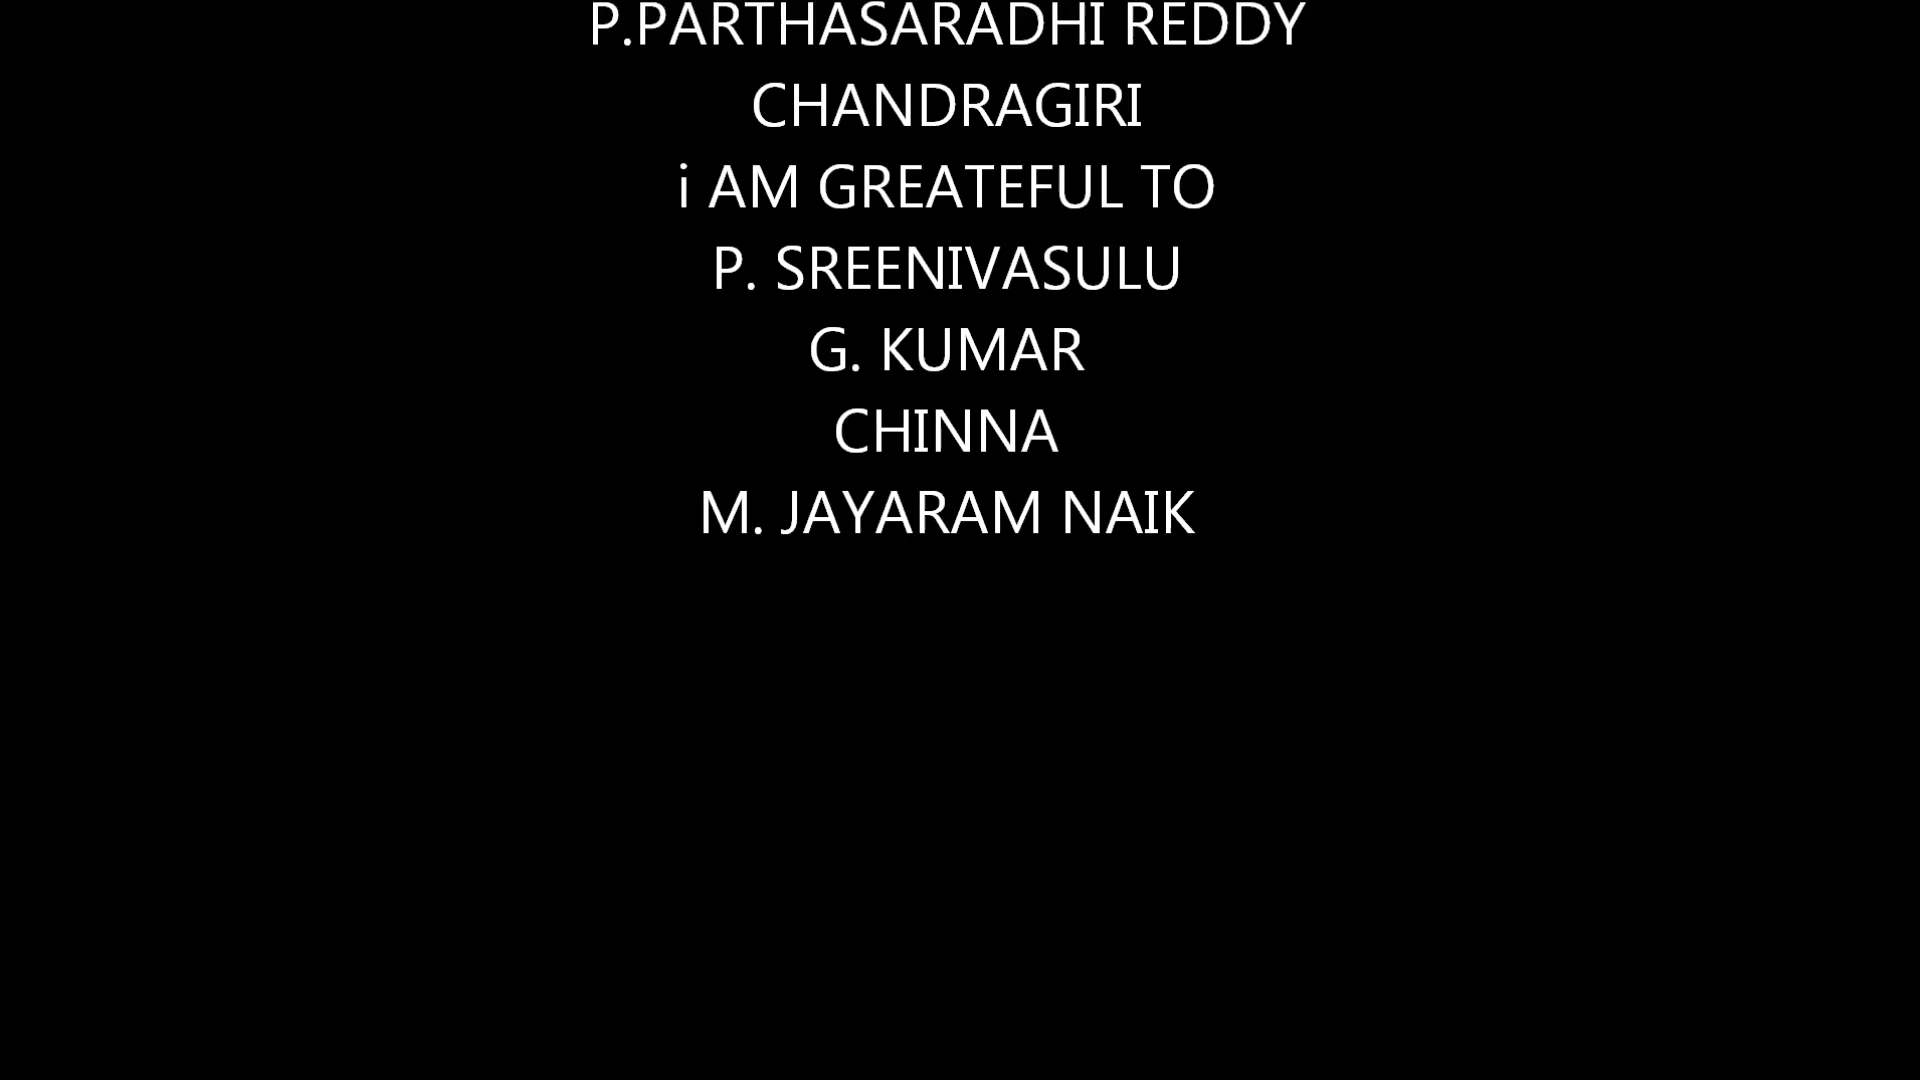 P.PARTHASARADHI REDDY
CHANDRAGIRI
i AM GREATEFUL TO
P. SREENIVASULU
G. KUMAR
CHINNA
M. JAYARAM NAIK